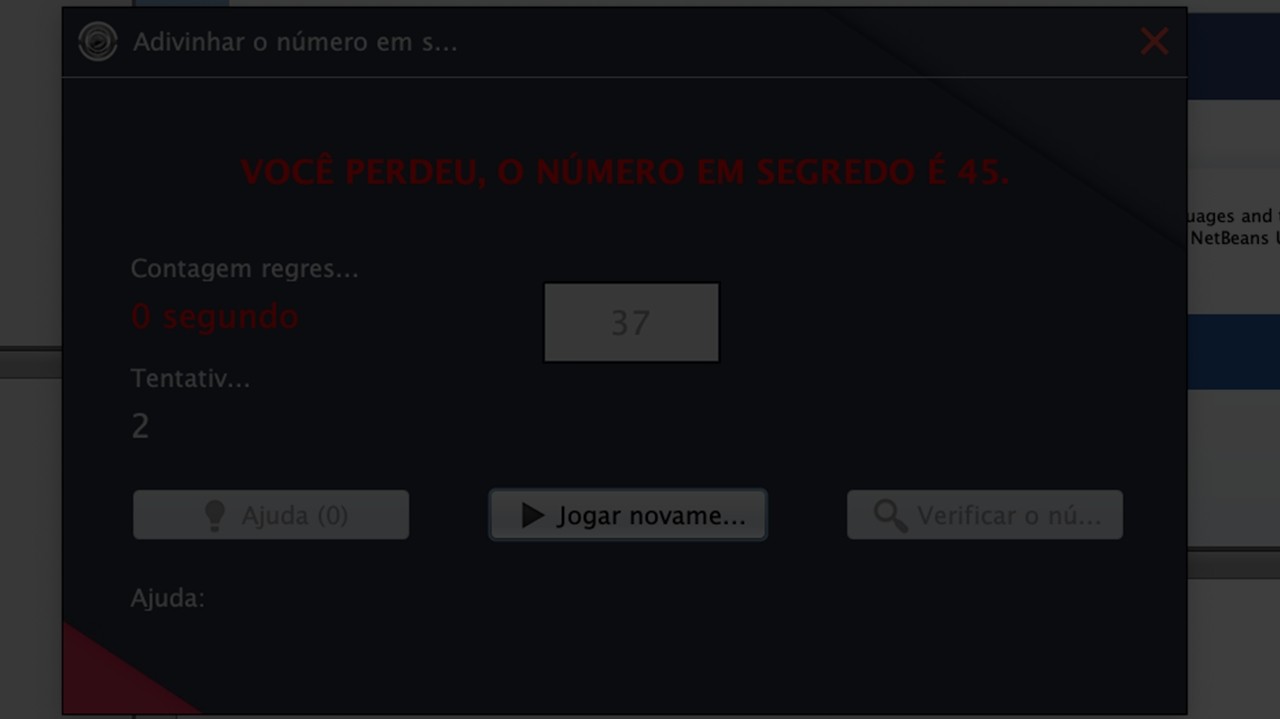 Adivinhar o número em s...
VOCÊ PERDEU, O NÚMERO EM SEGREDO É 45.
uages and
NetBeans
Contagem regres...
0 segundo
37
Tentativ...
2
Ajuda (0)
Jogar novame...
Verificar o nú...
Ajuda: